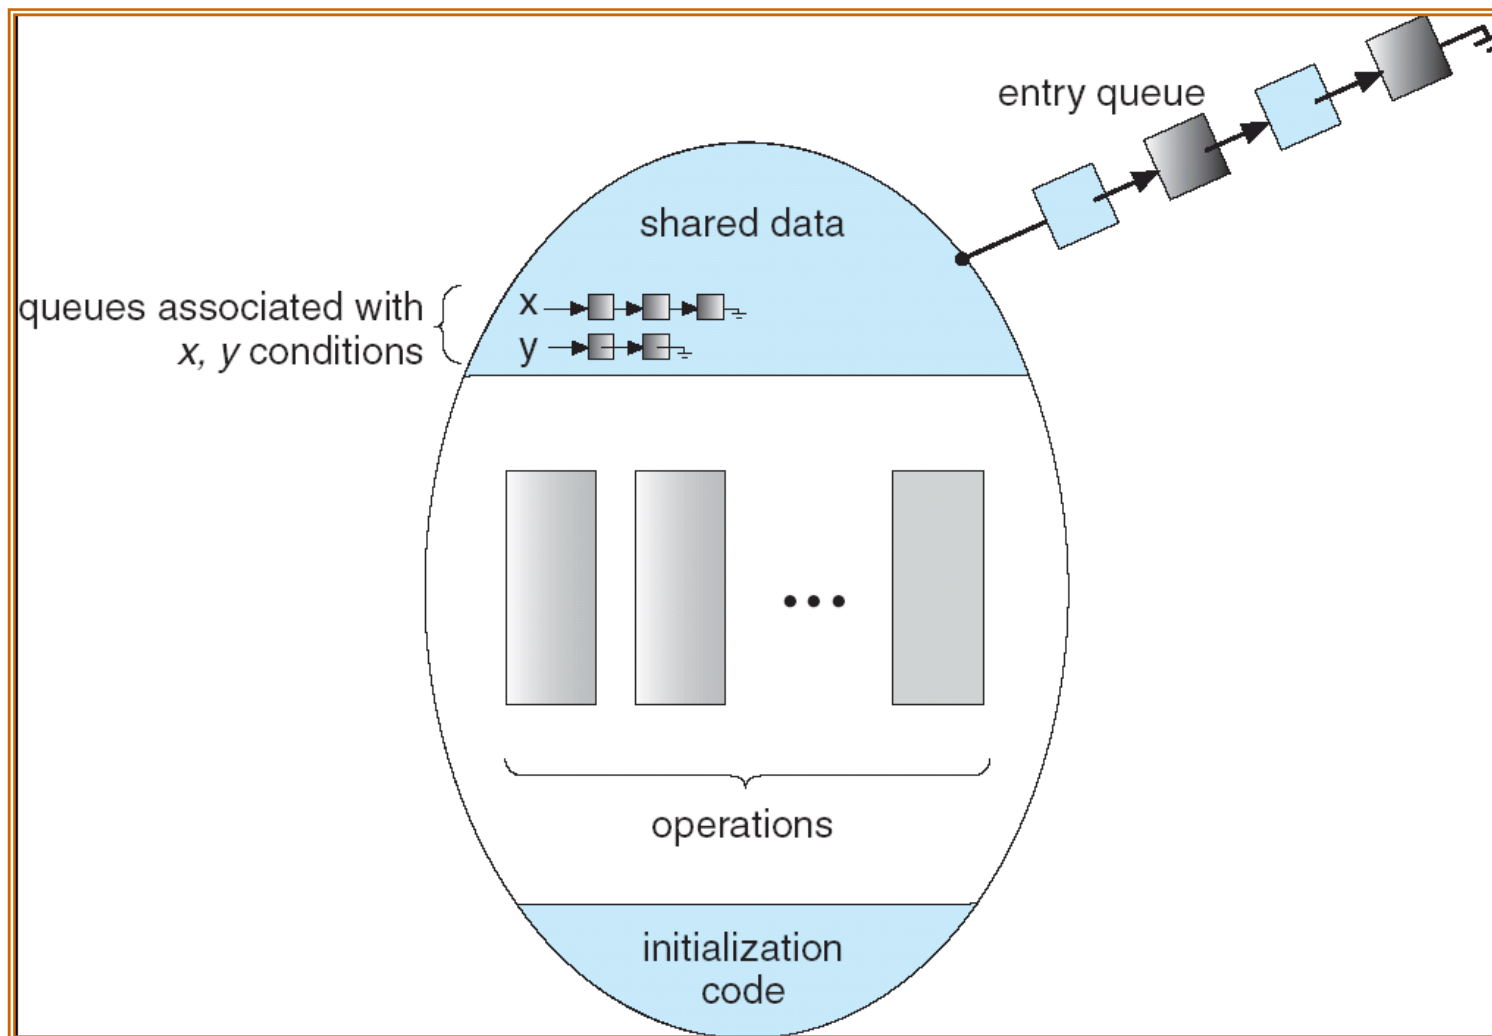 entry queue
shared data
queues associated with
x, y conditions
x
y
operations
initialization
code